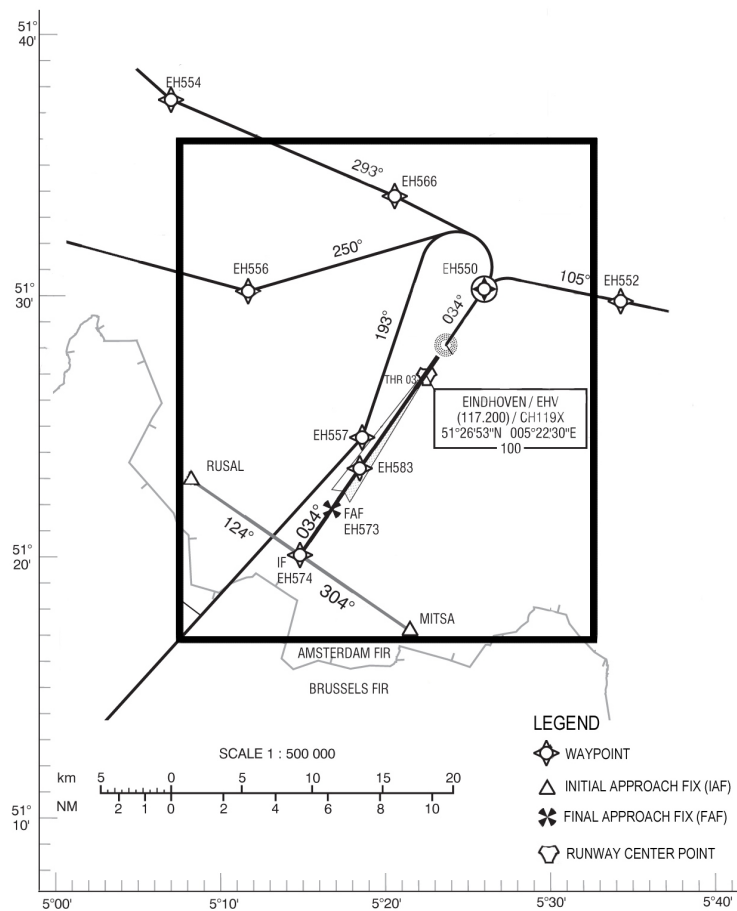 51°
40'
EH554
293°
EH566
250°
EH556
EH550
51°
30'
105°
EH552
034°
193°
THR 03
EINDHOVEN / EHV
(117.200) / CH119X
51°26'53"N 005°22'30"E
100
EH557
EH583
RUSAL
FAF
EH573
034°
124°
51°
20'
IF
EH574
304°
MITSA
AMSTERDAM FIR
BRUSSELS FIR
LEGEND
WAYPOINT
INITIAL APPROACH FIX (IAF)
FINAL APPROACH FIX (FAF)
RUNWAY CENTER POINT
SCALE 1 : 500 000
km 5 0 5 10 15 20
NM 2 1 0 2 4 6 8 10
51°
10'
5°00' 5°10' 5°20' 5°30' 5°40'